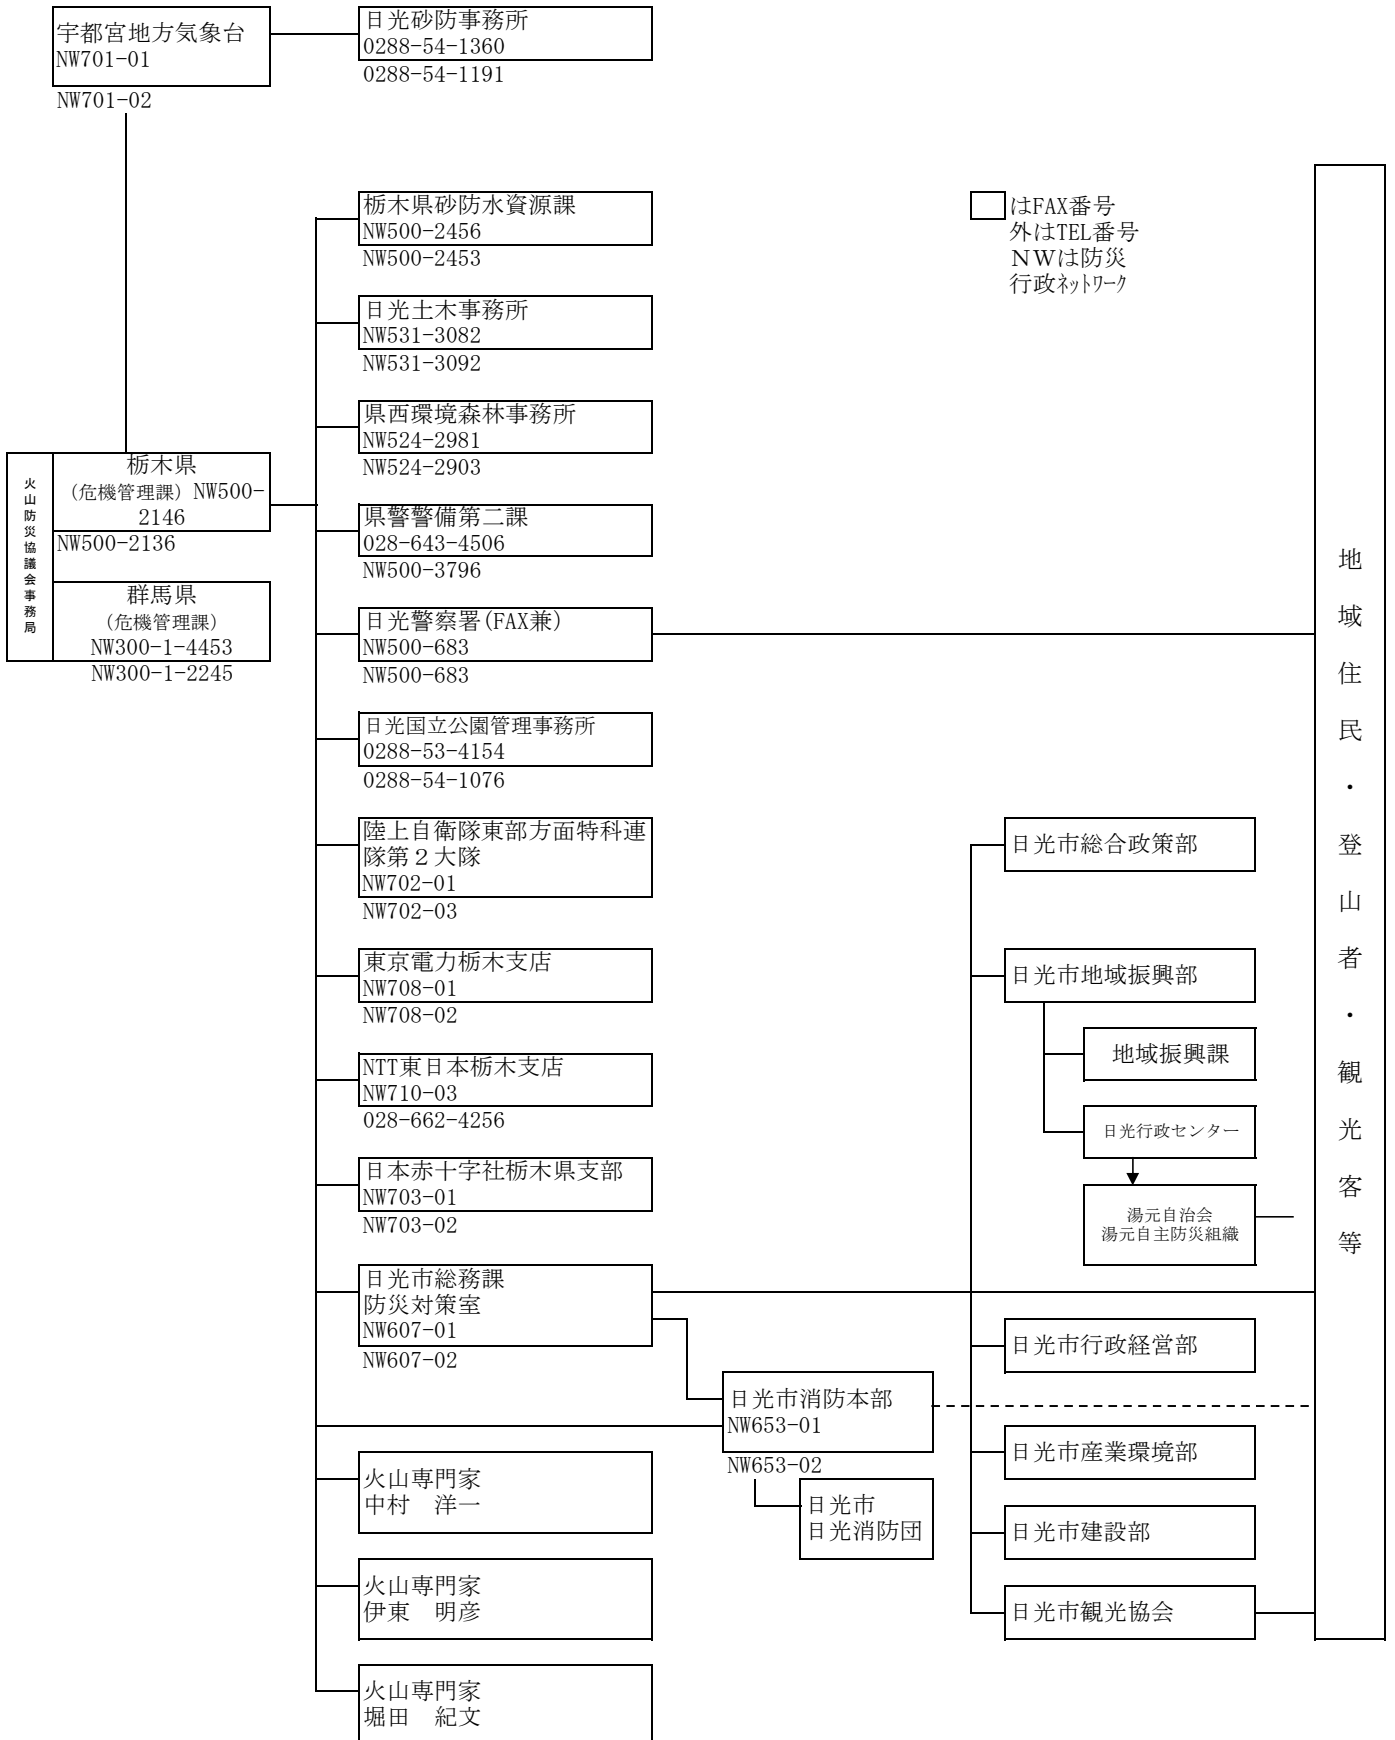 宇都宮地方気象台
NW701-01
NW701-02
日光砂防事務所
0288-54-1360
0288-54-1191
栃木県砂防水資源課
NW500-2456
NW500-2453
はFAX番号
外はTEL番号
ＮＷは防災
行政ﾈｯﾄﾜｰｸ
日光土木事務所
NW531-3082
NW531-3092
県西環境森林事務所
NW524-2981
NW524-2903
火山防災協議会事務局
栃木県
（危機管理課）NW500-
2146
NW500-2136
群馬県
（危機管理課）
NW300-1-4453
NW300-1-2245
県警警備第二課
028-643-4506
NW500-3796
日光警察署(FAX兼)
NW500-683
NW500-683
日光国立公園管理事務所
0288-53-4154
0288-54-1076
陸上自衛隊東部方面特科連
隊第２大隊
NW702-01
NW702-03
東京電力栃木支店
NW708-01
NW708-02
NTT東日本栃木支店
NW710-03
028-662-4256
日本赤十字社栃木県支部
NW703-01
NW703-02
日光市総務課
防災対策室
NW607-01
NW607-02
日光市消防本部
NW653-01
NW653-02
日光市
日光消防団
火山専門家
中村　洋一
火山専門家
伊東　明彦
火山専門家
堀田　紀文
日光市総合政策部
日光市地域振興部
地域振興課
日光行政センター
湯元自治会
湯元自主防災組織
日光市行政経営部
日光市産業環境部
日光市建設部
日光市観光協会
地域住民・登山者・観光客等